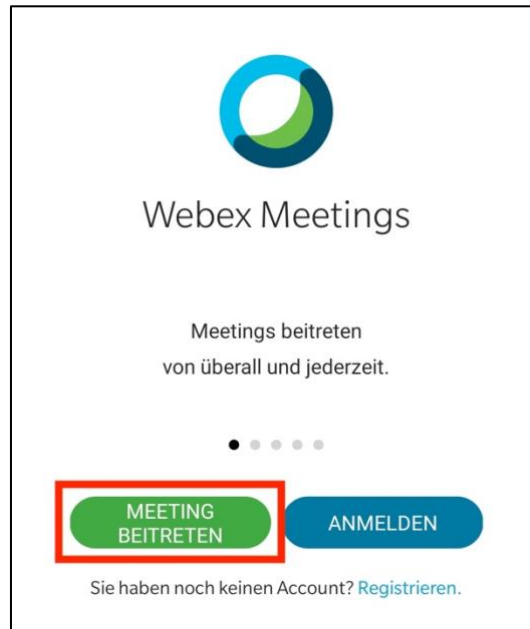 Webex Meetings
Meetings beitreten
von überall und jederzeit.
MEETING
BEITRETEN
ANMELDEN
Sie haben noch keinen Account? Registrieren.